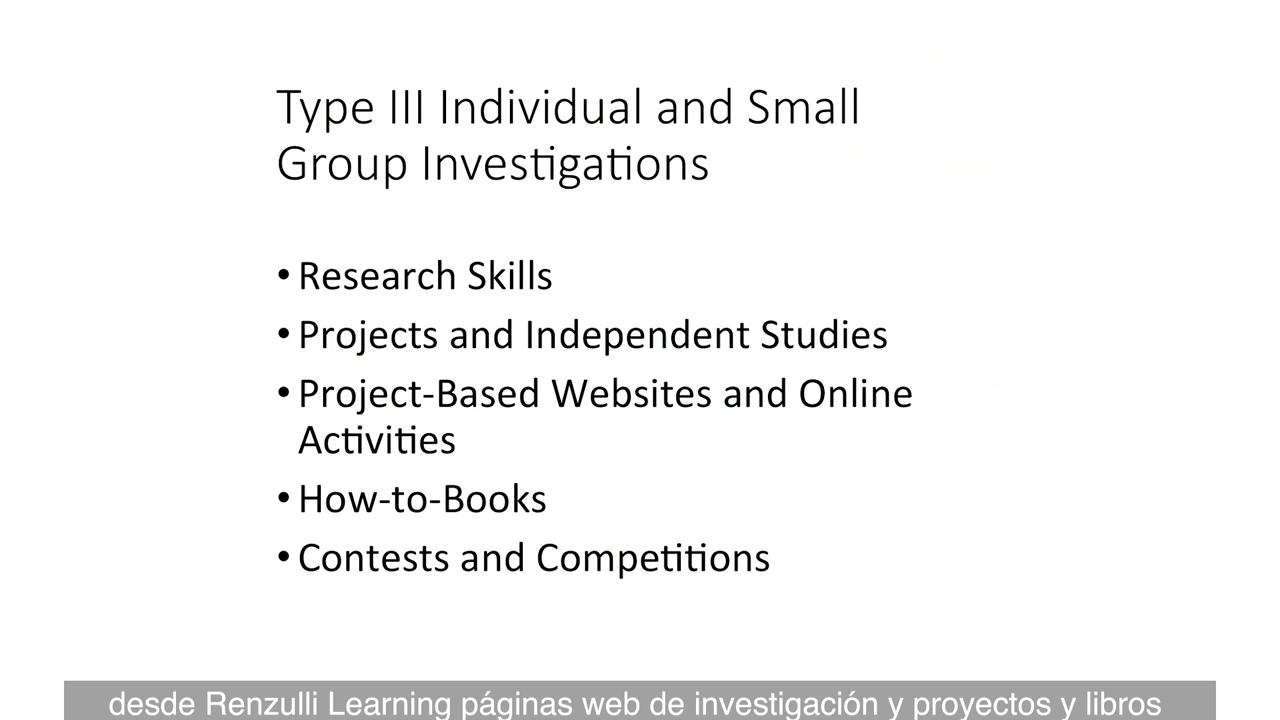 Type III Individual and Small
Group Investigations
• Research Skills
• Projects and Independent Studies
• Project-Based Websites and Online
Activities
• How-to-Books
• Contests and Competitions
desde Renzulli Learning páginas web de investigación y proyectos y libros